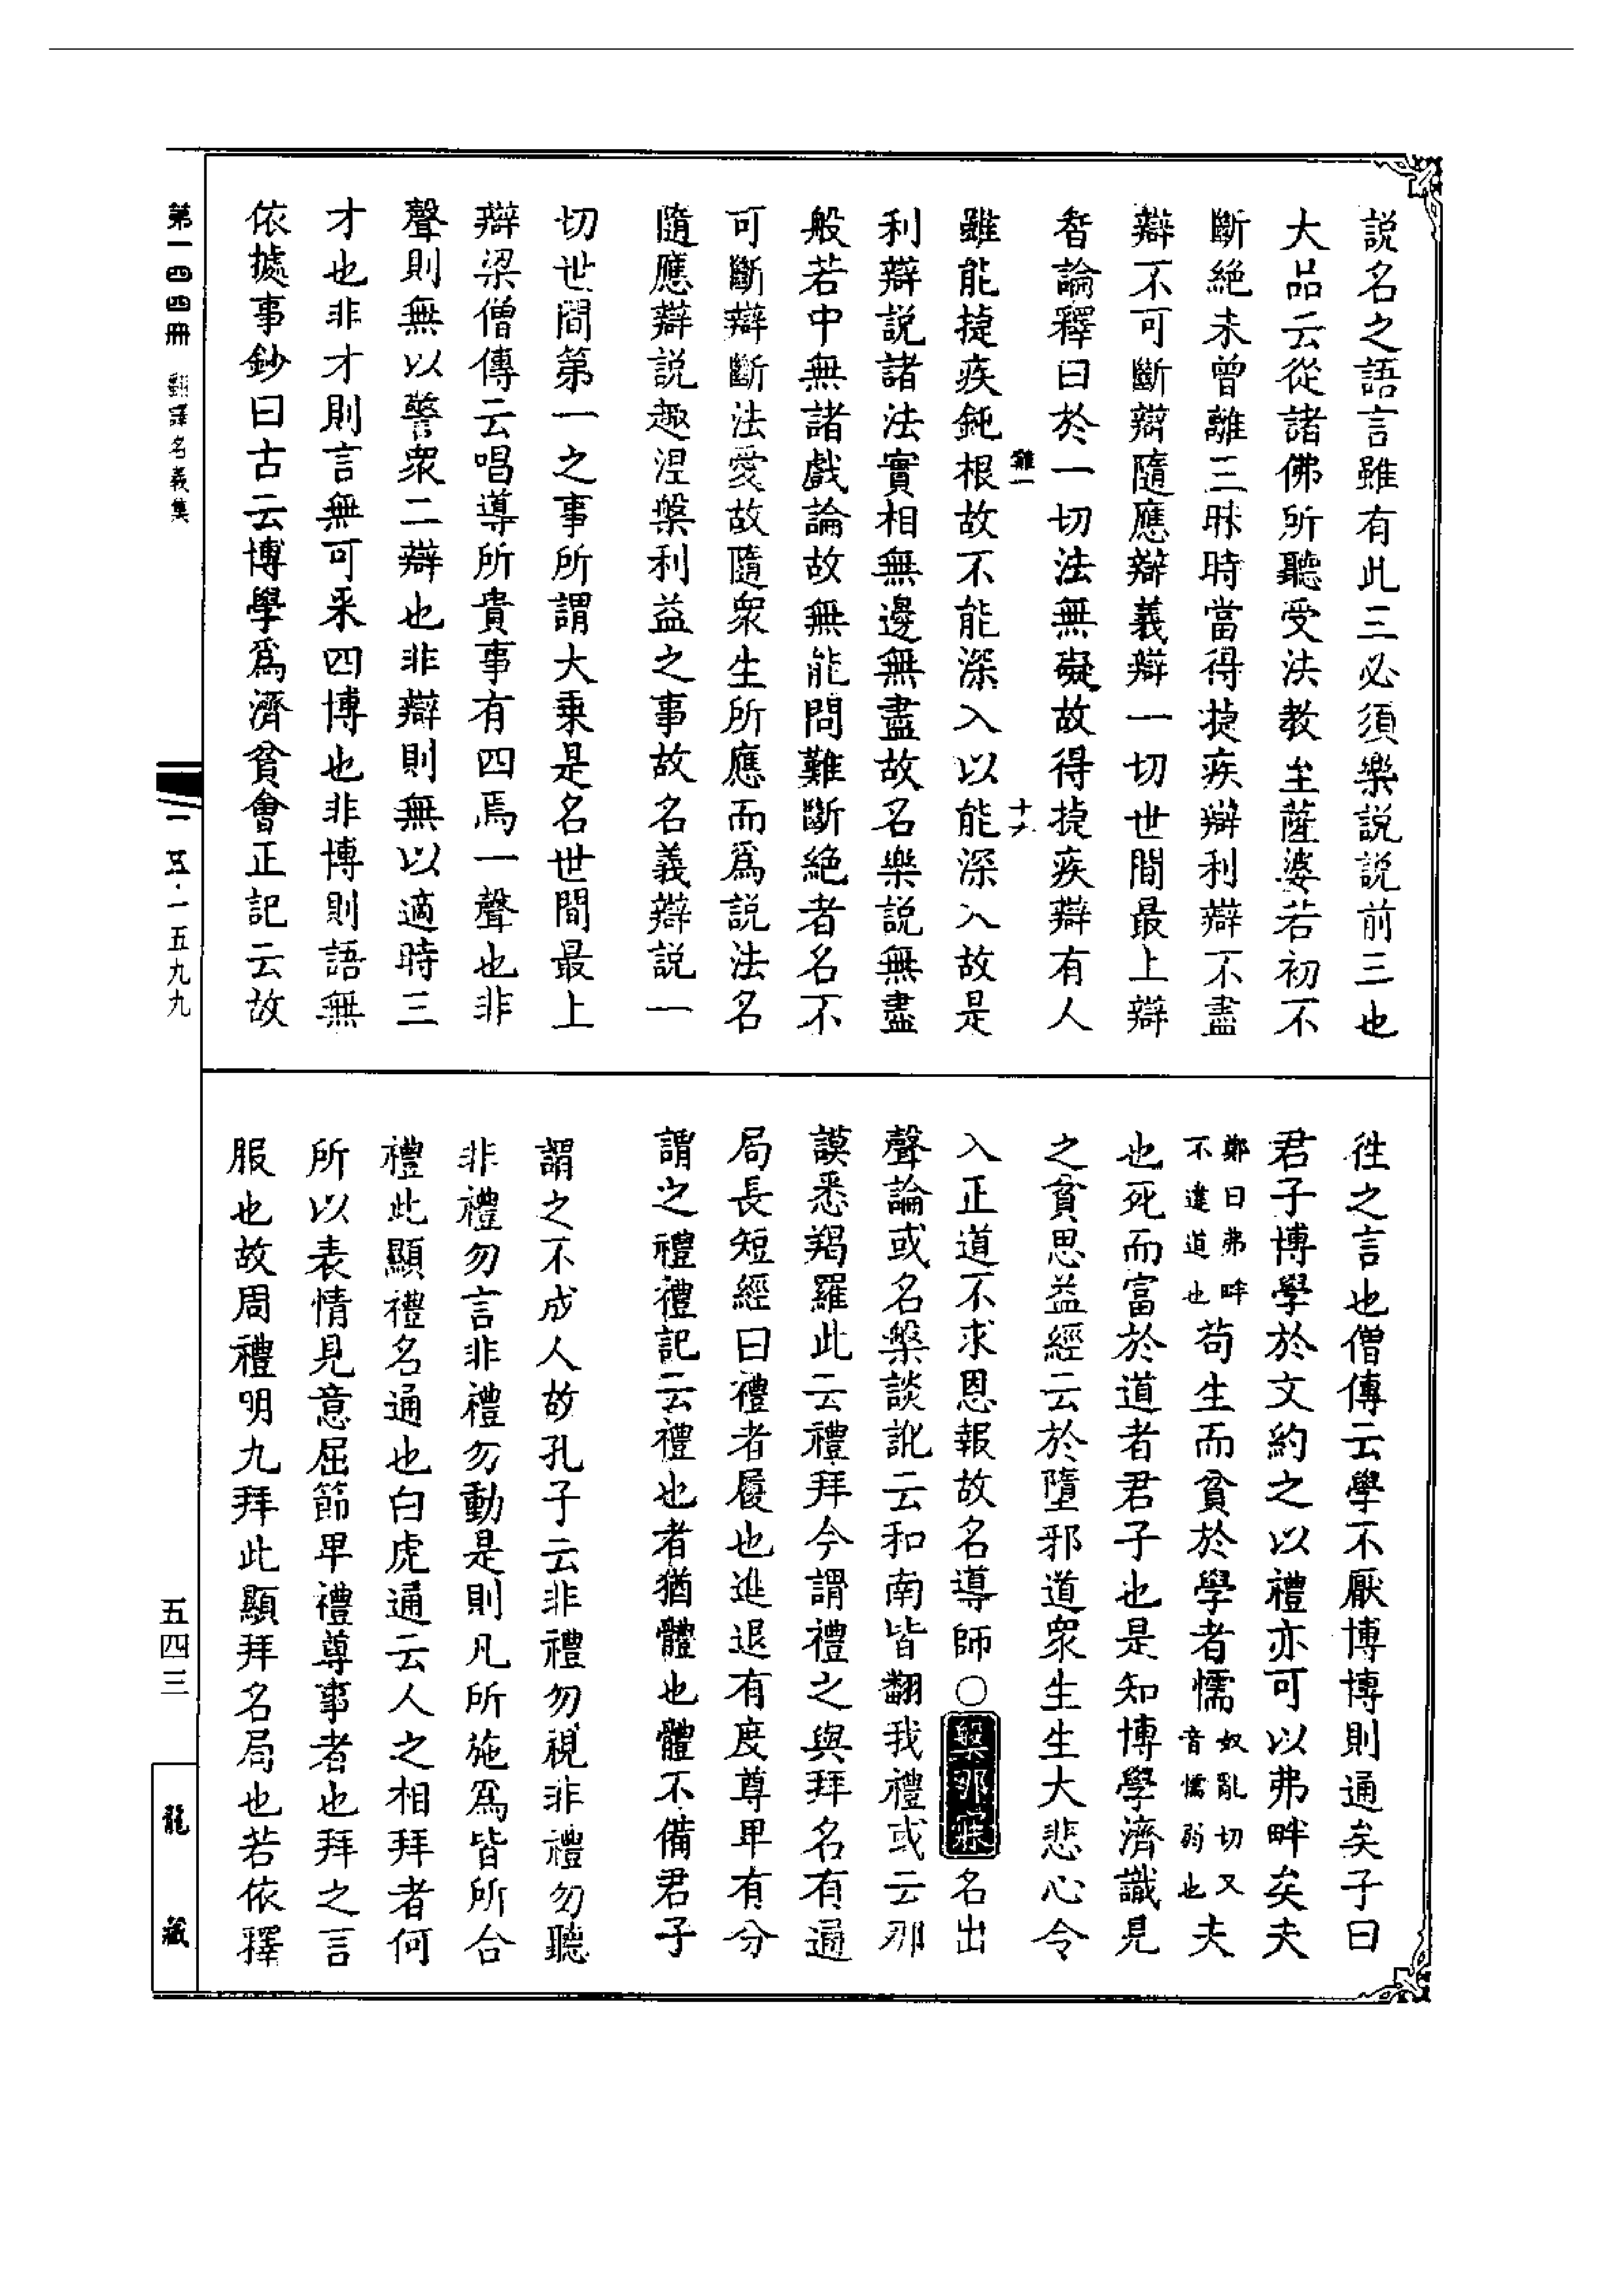 説名之語言雖有此三必須樂説説前三也
大品云從諸佛所聽受法教至薩婆若初不
斷絶未曾離三昧時當得捷疾辯利辯不盡
辯不可斷辯隨應辯義辯一切世間最上辯
智論釋曰於一切法無礙故得捷疾辯有人
雖一
十六
雖能捷疾鈍根故不能深入以能深入故是
利辯説諸法實相無邊無盡故名樂説無盡
般若中無諸戲論故無能問難斷絶者名不
可斷辯斷法愛故隨衆生所應而爲説法名
隨應辯説趣涅槃利益之事故名義辯説一
切世間第一之事所謂大乗是名世間最上
辯梁僧傳云唱導所貴事有四焉一聲也非
聲則無以警衆二辯也非辯則無以適時三
才也非才則言無可釆四博也非博則語無
依據事鈔曰古云博學爲濟貧會正記云故
徃之言也僧傳云學不厭博博則通矣子曰
君子博學於文約之以禮亦可以弗畔矣夫
鄭曰弗畔
不違道也
苟生而貧於學者懦
奴亂切又
音懦弱也
夫
也死而富於道者君子也是知博學濟識見
之貧思益經云於墮邪道衆生生大悲心令
入正道不求恩報故名導師○槃那寐名出
聲論或名槃談訛云和南皆翻我禮或云那
謨悉羯羅此云禮拜今謂禮之與拜名有通
局長短經曰禮者履也進退有度尊卑有分
謂之禮禮記云禮也者猶體也體不備君子
謂之不成人故孔子云非禮勿視非禮勿聽
非禮勿言非禮勿動是則凡所施爲皆所合
禮此顯禮名通也白虎通云人之相拜者何
所以表情見意屈節卑禮尊事者也拜之言
服也故周禮明九拜此顯拜名局也若依釋
第一四四冊 翻譯名義集
一五·一五九九
五四三
龍藏